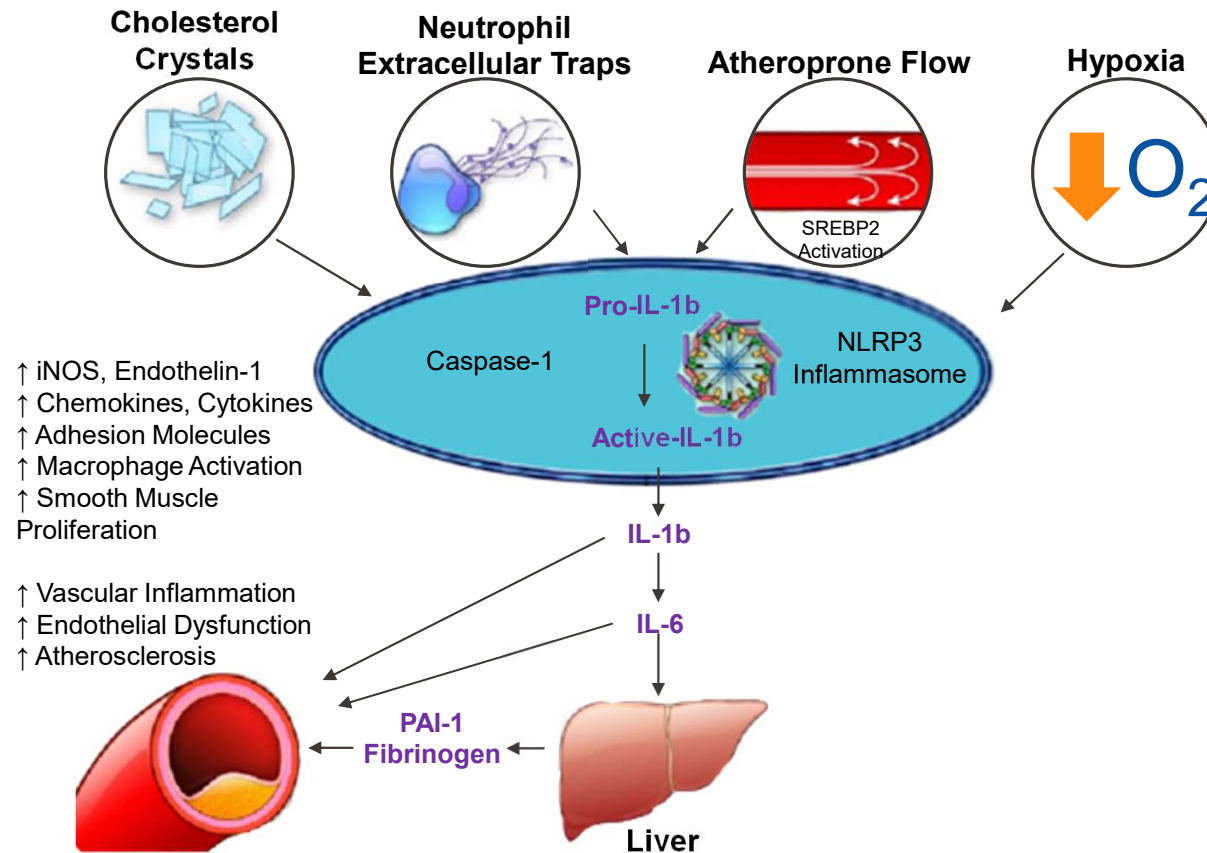 Cholesterol
Crystals
Neutrophil
Extracellular Traps
Atheroprone Flow
Hypoxia
O2
SREBP2
Activation
Pro-IL-1b
Caspase-1
NLRP3
Inflammasome
Active-IL-1b
↑ iNOS, Endothelin-1
↑ Chemokines, Cytokines
↑ Adhesion Molecules
↑ Macrophage Activation
↑ Smooth Muscle
Proliferation
IL-1b
↑ Vascular Inflammation
↑ Endothelial Dysfunction
↑ Atherosclerosis
IL-6
PAI-1
Fibrinogen
Liver